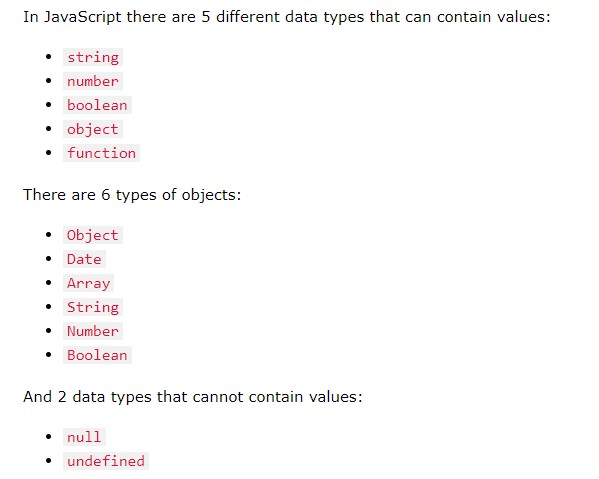 In JavaScript there are 5 different data types that can contain values:
string
number
boolean
object
function
There are 6 types of objects:
Object
Date
Array
String
Number
Boolean
And 2 data types that cannot contain values:
null
undefined